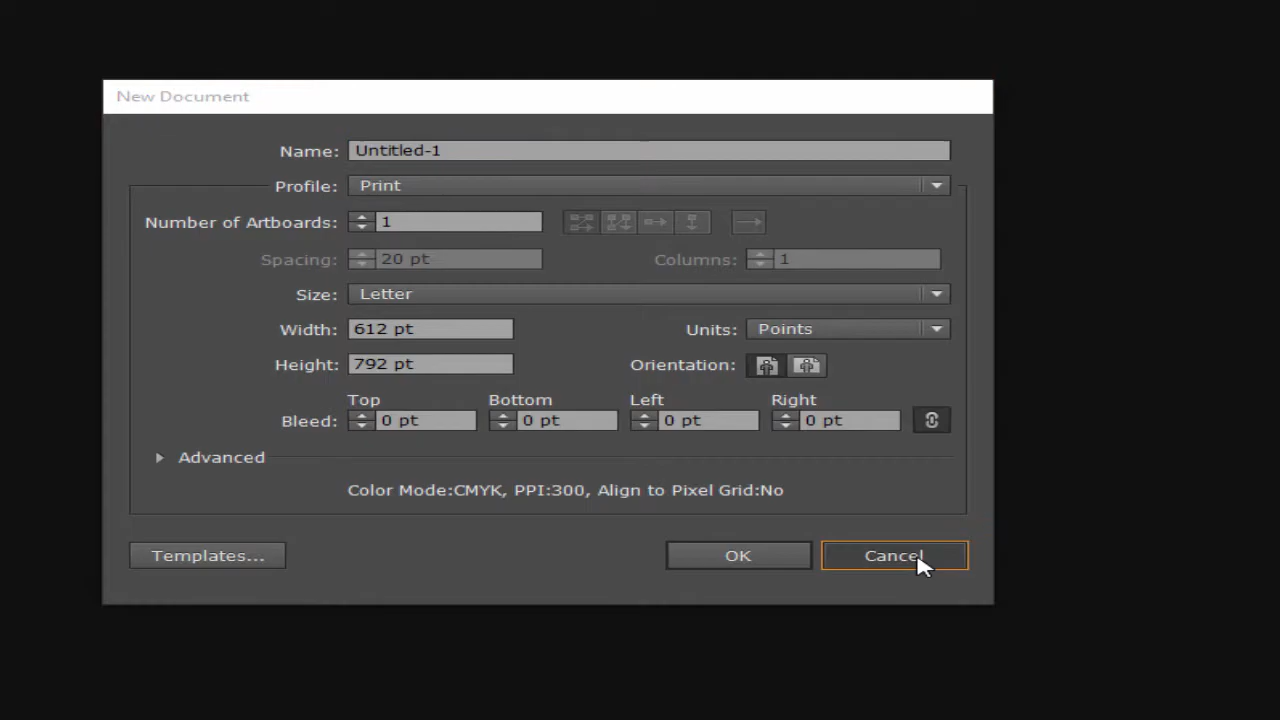 New Document
Name: Untitled-1
Profile: Print
Number of Artboards: 1
Spacing: 20 pt Columns: 1
Size: Letter
Width: 612 pt Units: Points
Height: 792 pt Orientation:
Top Bottom Left Right
Bleed: 0 pt 0 pt 0 pt 0 pt
Advanced
Color Mode:CMYK, PPI:300, Align to Pixel Grid:No
Templates... OK Cancel